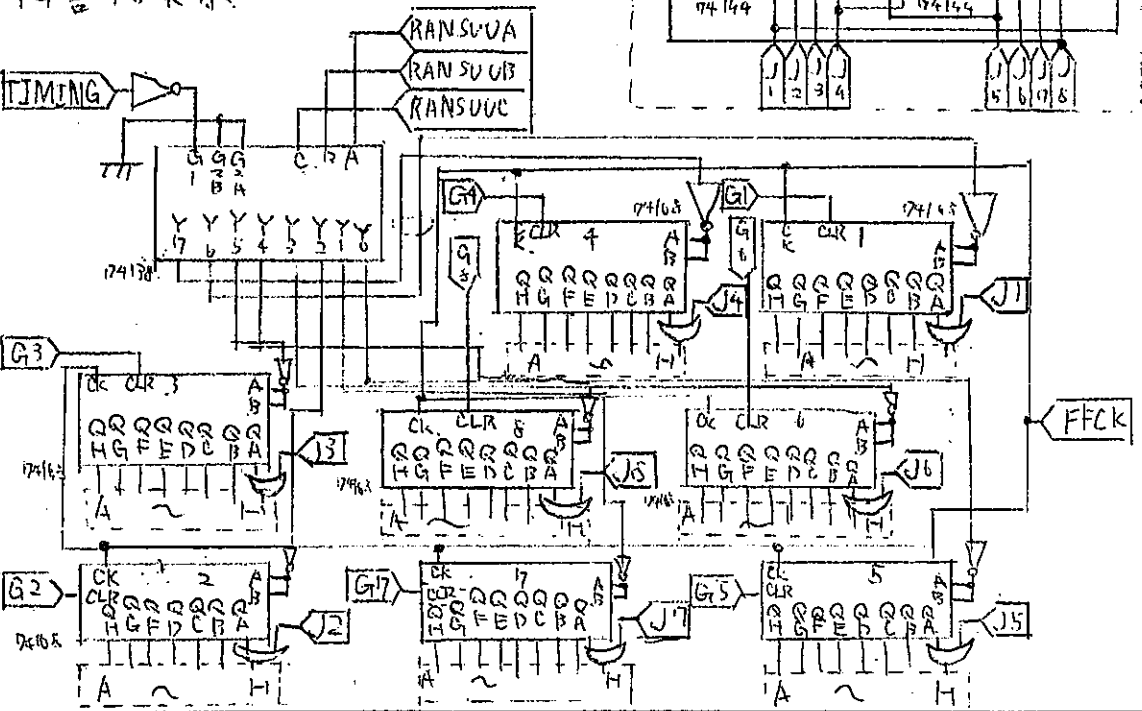 74144
74144
J1 J2 J3 J4
J5 J6 J7 J8
RANSUUA
RANSUUB
RANSUUC
TIMING
G1 G2B G2A C B A
Y7 Y6 Y5 Y4 Y3 Y2 Y1 Y0
74138
G4
CK CLR 4
A
B
QH QG QF QE QD QC QB QA
J4
A ~ H
G1
CK CLR 1
A
B
QH QG QF QE QD QC QB QA
J1
A ~ H
G3
CK CLR 3
A
B
QH QG QF QE QD QC QB QA
J3
A ~ H
G8
CK CLR 8
A
B
QH QG QF QE QD QC QB QA
A ~ H
G6
CK CLR 6
A
B
QH QG QF QE QD QC QB QA
J6
A ~ H
FFCK
G2
CK 2
CLR
A
B
QH QG QF QD QC QB QA
J2
A ~ H
G7
CK 7
CLR
A
B
QH QG QF QE QD QC QB QA
J7
A ~ H
G5
CK 5
CLR
A
B
QH QG QF QE QD QC QB QA
J5
A ~ H